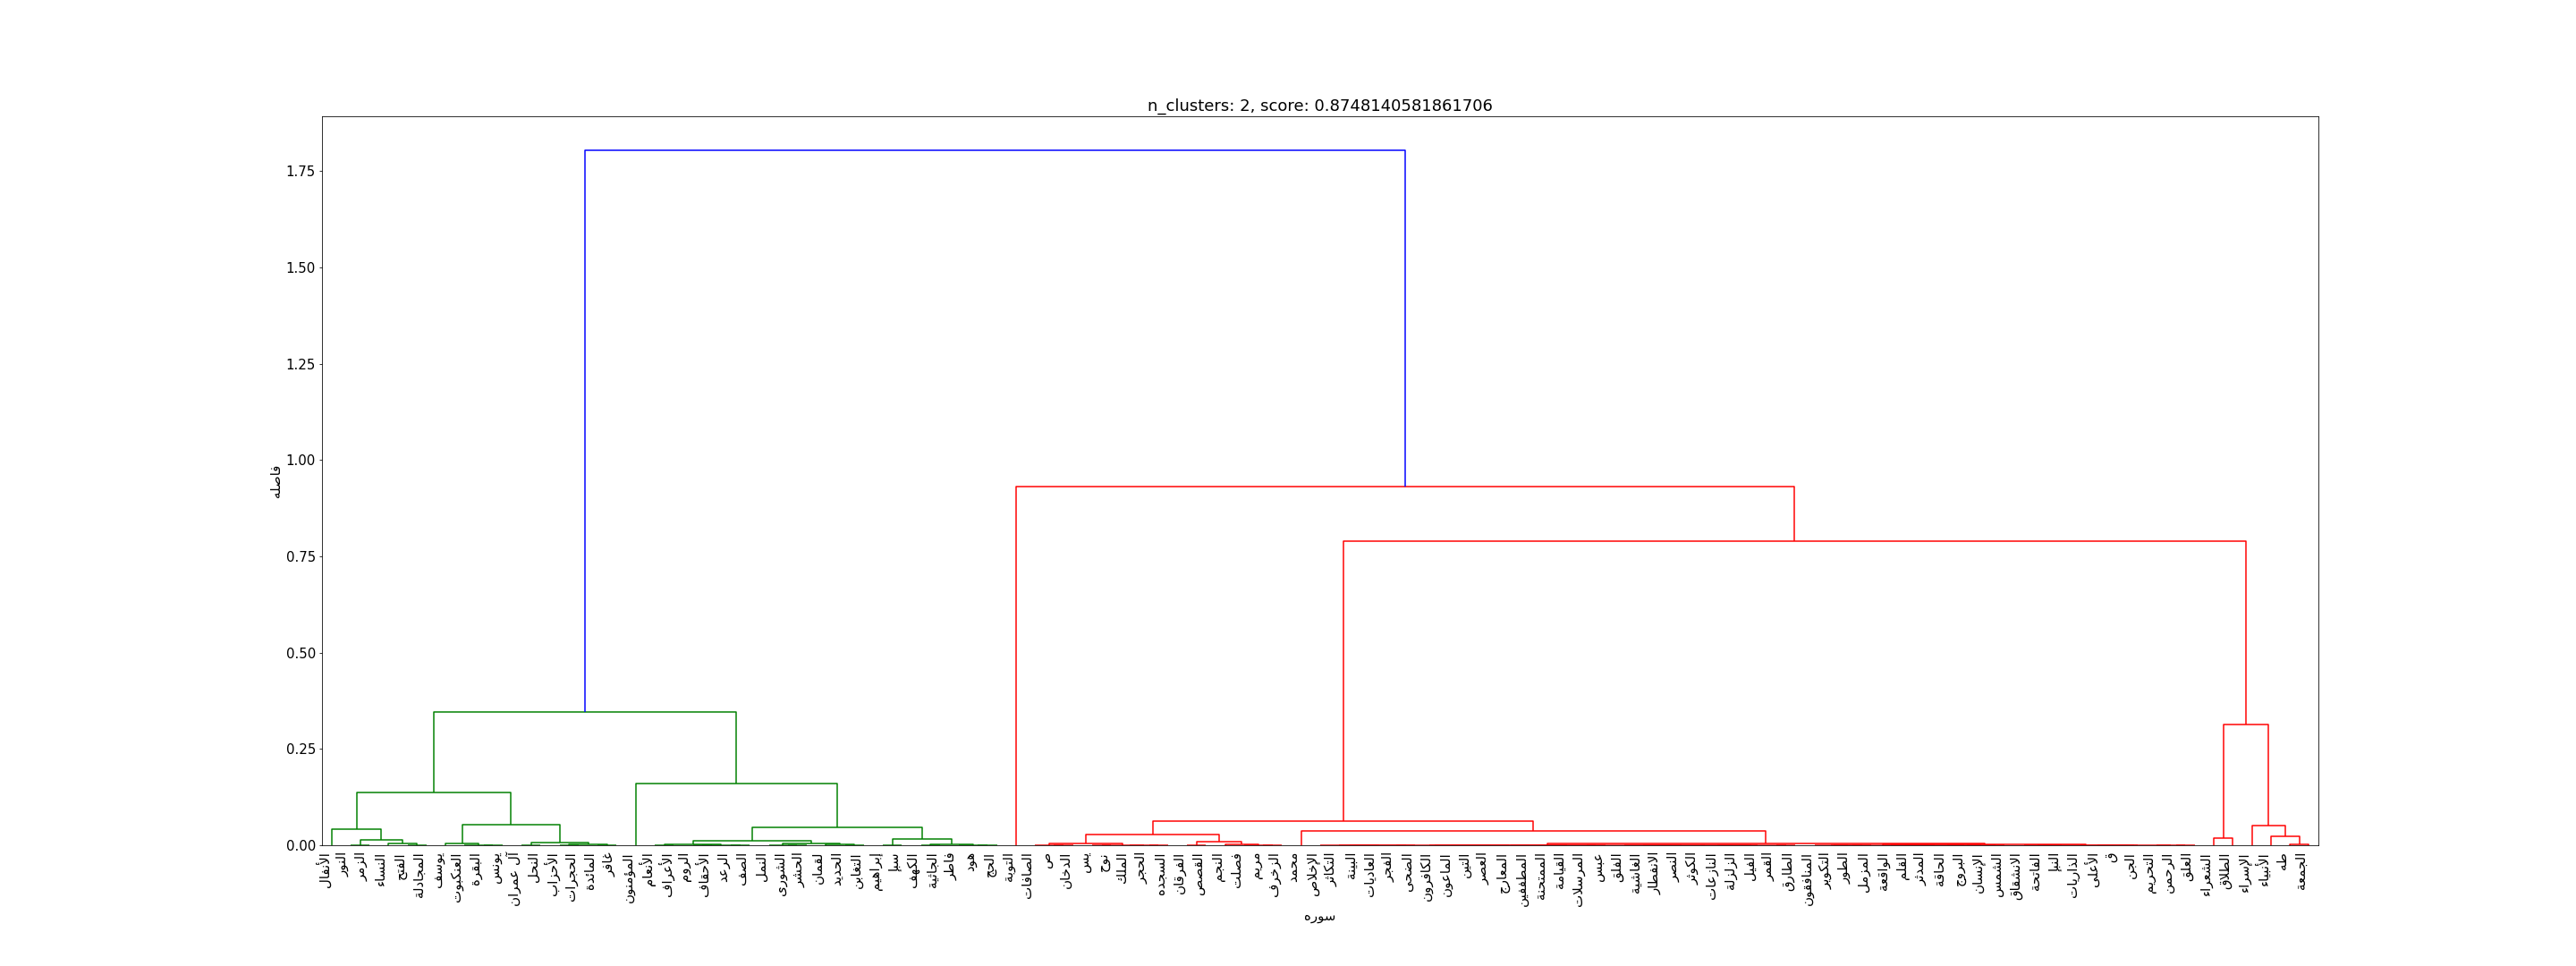 n_clusters: 2, score: 0.8748140581861706
1.75
1.50
1.25
1.00
0.75
0.50
0.25
0.00
فاصله
الأنفال
النور
الزمر
النساء
الفتح
المجادلة
يوسف
العنكبوت
البقرة
يونس
آل عمران
النحل
الأحزاب
الحجرات
المائدة
غافر
المؤمنون
الأنعام
الأعراف
الروم
الأحقاف
الرعد
الصف
النمل
الشورى
الحشر
لقمان
الحديد
التغابن
إبراهيم
سبإ
الكهف
الجاثية
فاطر
هود
الحج
التوبة
الصافات
ص
الدخان
يس
نوح
الملك
الحجر
السجده
الفرقان
القصص
النجم
فصلت
مريم
الزخرف
محمد
الإخلاص
التكاثر
البينة
العاديات
الفجر
الضحى
الكافرون
الماعون
التين
العصر
المعارج
المطففين
الممتحنة
القيامة
المرسلات
عبس
الفلق
الغاشية
الانفطار
النصر
الكوثر
النازعات
الزلزلة
الفيل
القمر
الطارق
المنافقون
التكوير
الطور
المزمل
الواقعة
القلم
المدثر
الحاقة
البروج
الإنسان
الشمس
الانشقاق
الفاتحة
النبإ
الذاريات
الأعلى
ق
الجن
التحريم
الرحمن
العلق
الشعراء
الطلاق
الإسراء
الأنبياء
طه
الجمعة
سوره